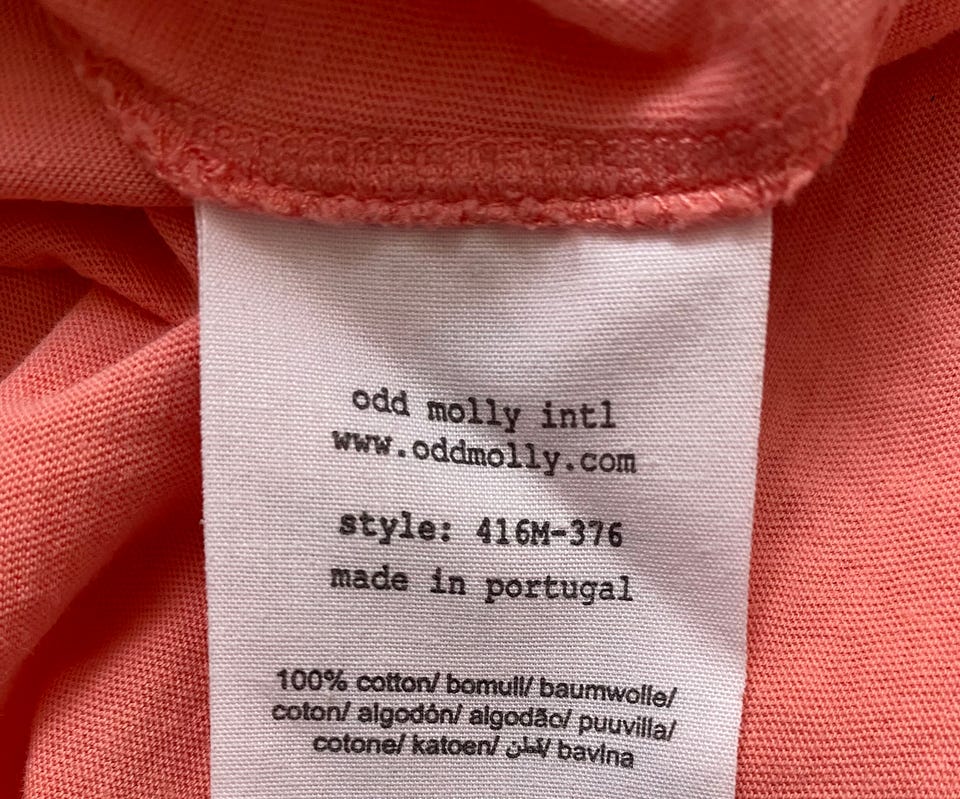 odd molly intl
www.oddmolly.com
style: 416M-376
made in portugal
100% cotton/ bomull/ baumwolle/
coton/ algodón/ algodão/ puuvilla/
cotone/ katoen/ bavlna